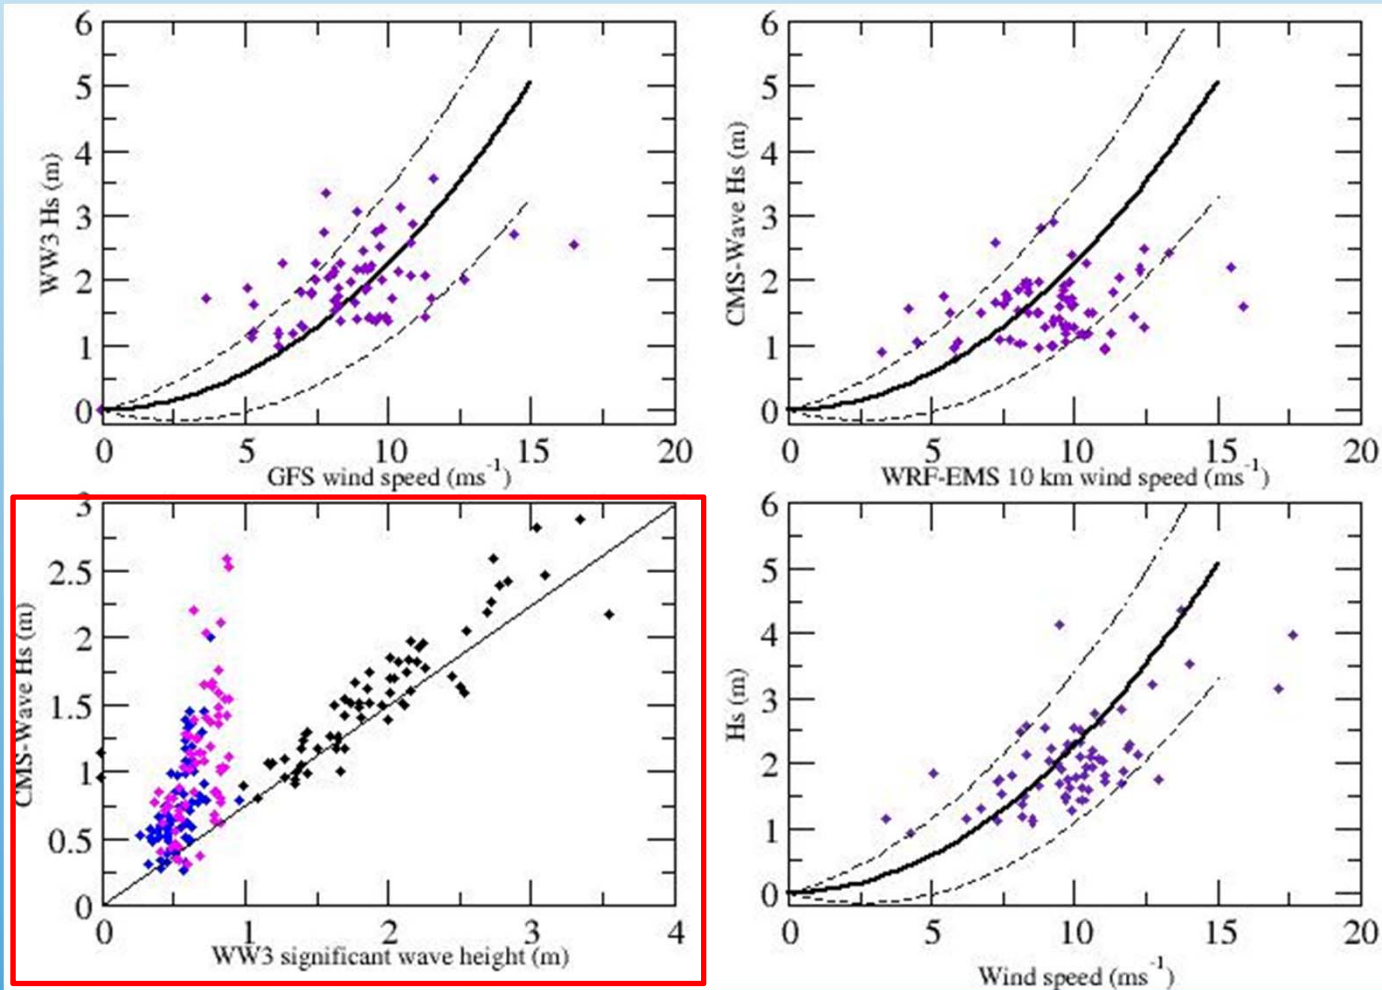 6
5
4
3
2
1
0
WW3 Hs (m)
0 5 10 15 20
GFS wind speed (ms-1)
6
5
4
3
2
1
0
CMS-Wave Hs (m)
0 5 10 15 20
WRF-EMS 10 km wind speed (ms-1)
3
2.5
2
1.5
1
0.5
0
CMS-Wave Hs (m)
0 1 2 3 4
WW3 significant wave height (m)
6
5
4
3
2
1
0
Hs (m)
0 5 10 15 20
Wind speed (ms-1)